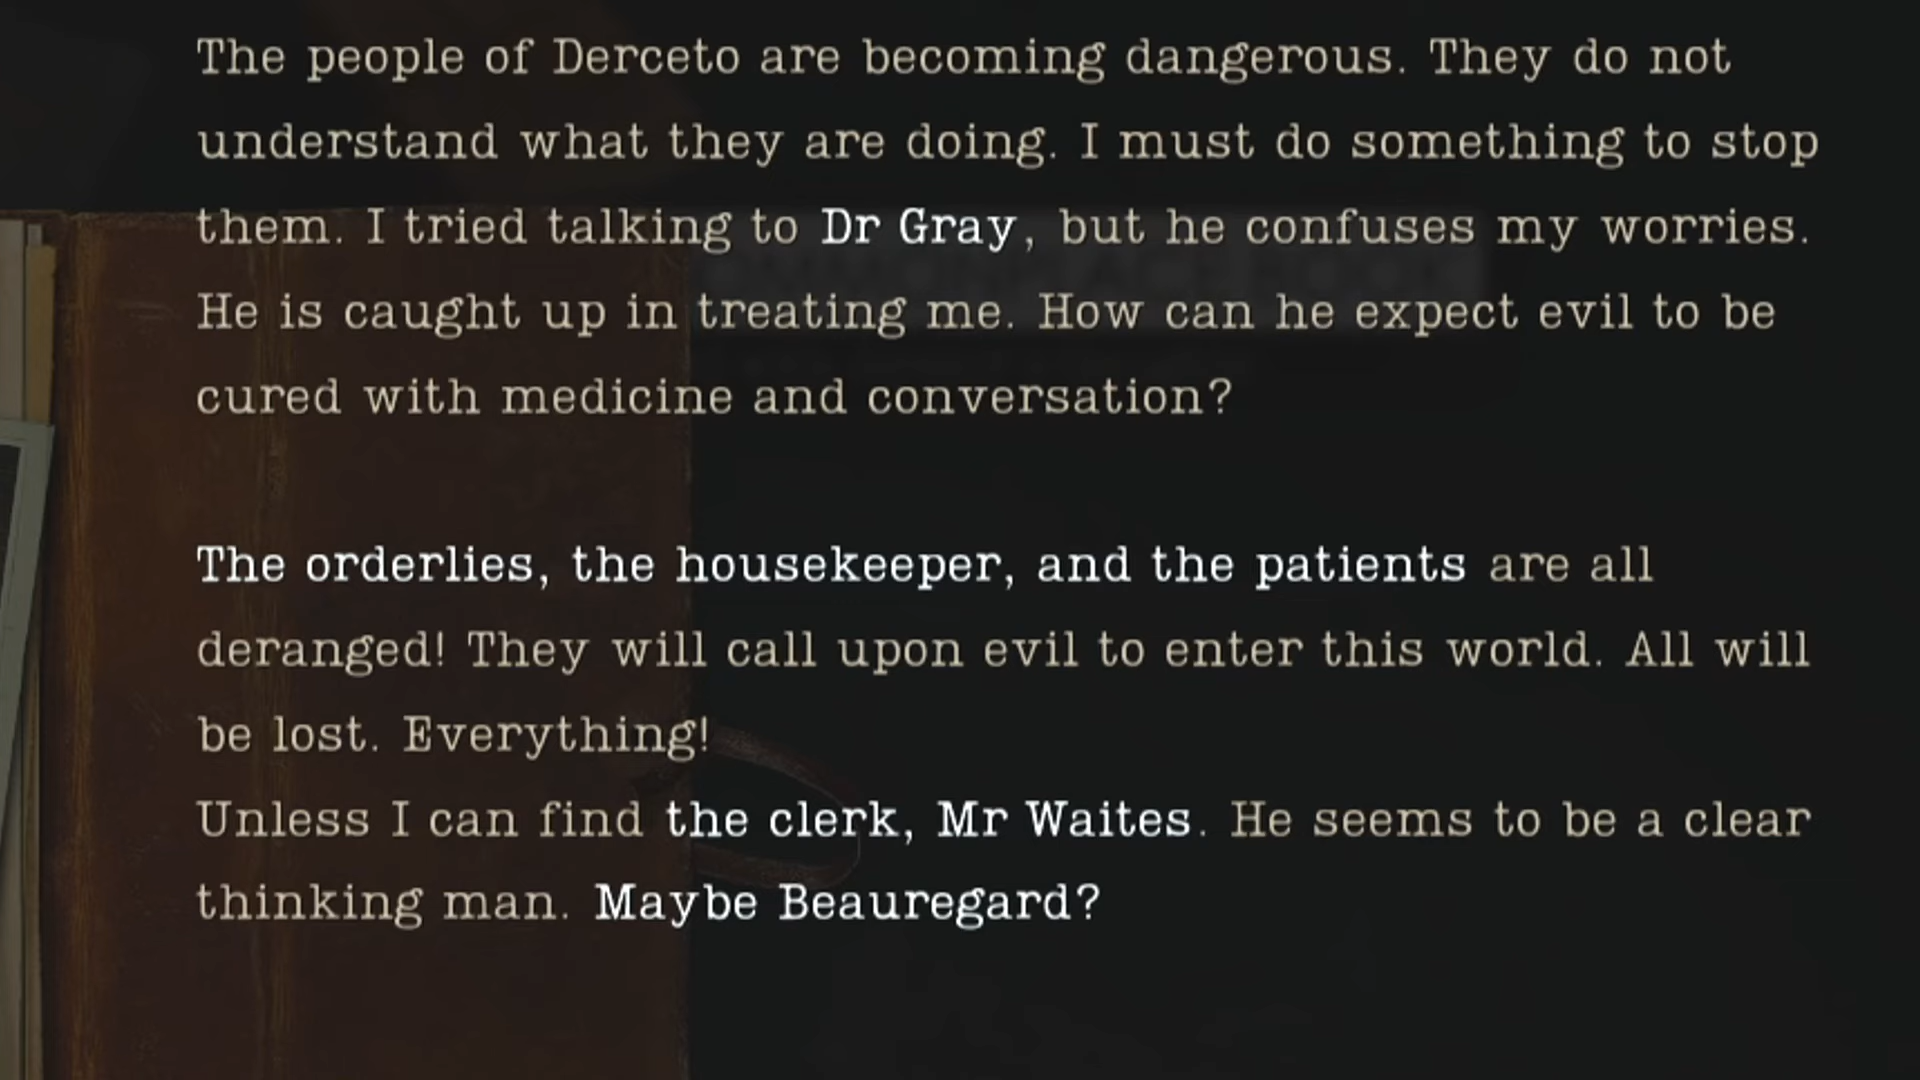 The people of Derceto are becoming dangerous. They do not
understand what they are doing. I must do something to stop
them. I tried talking to Dr Gray, but he confuses my worries.
He is caught up in treating me. How can he expect evil to be
cured with medicine and conversation?
The orderlies, the housekeeper, and the patients are all
deranged! They will call upon evil to enter this world. All will
be lost. Everything!
Unless I can find the clerk, Mr Waites. He seems to be a clear
thinking man. Maybe Beauregard?